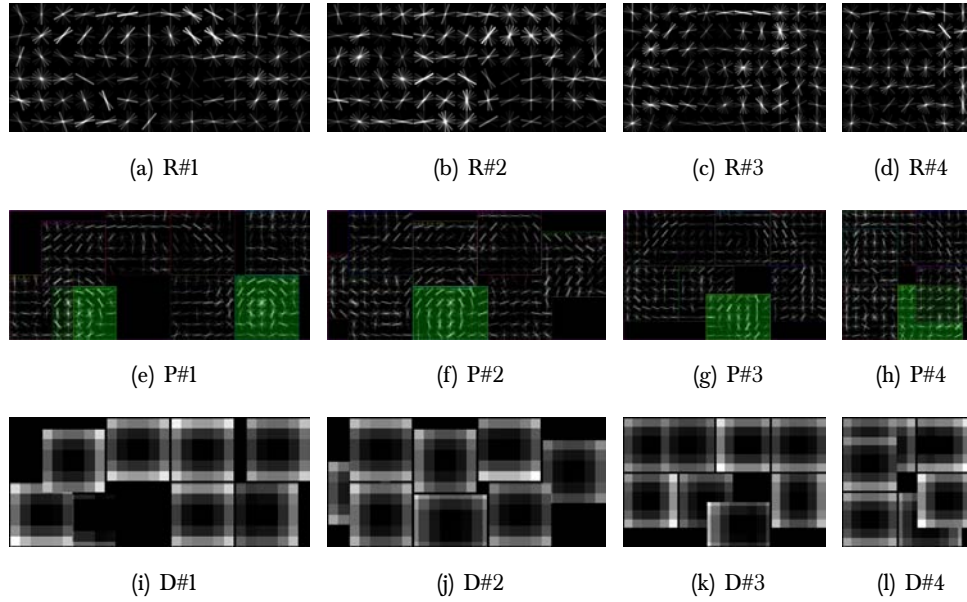 (a) R#1 (b) R#2 (c) R#3 (d) R#4
(e) P#1 (f) P#2 (g) P#3 (h) P#4
(i) D#1 (j) D#2 (k) D#3 (l) D#4